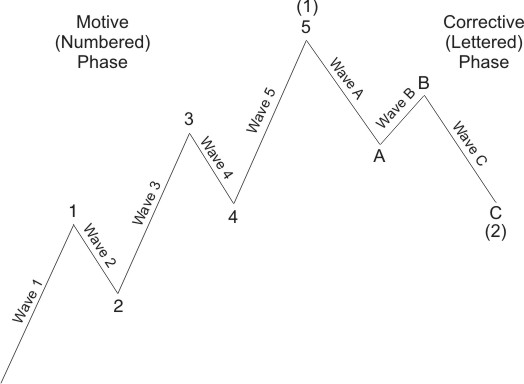 Motive
(Numbered)
Phase
(1)
5
Corrective
(Lettered)
Phase
Wave 1
1
Wave 2
2
Wave 3
3
Wave 4
4
Wave 5
Wave A
A
Wave B
B
Wave C
C
(2)